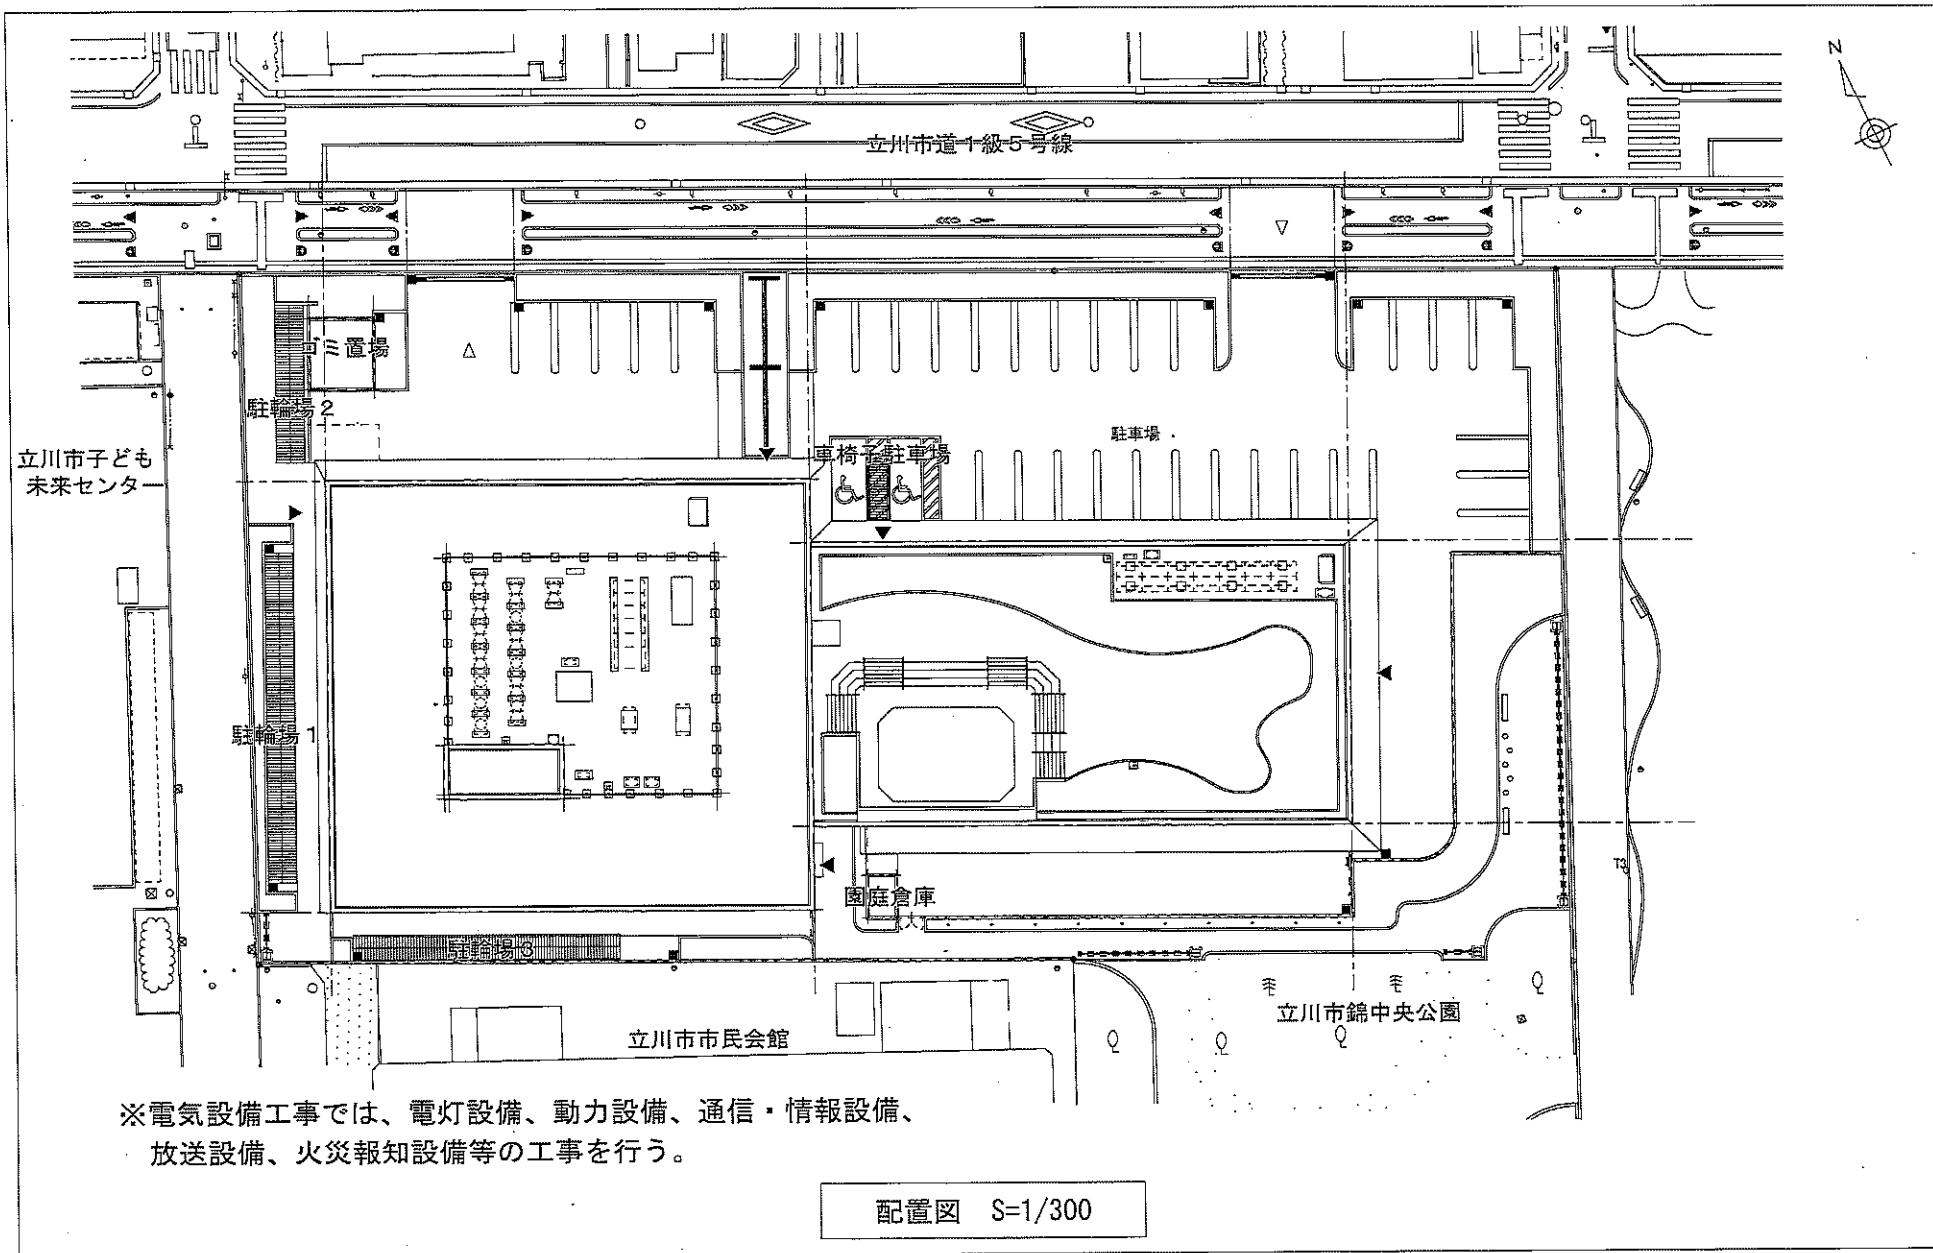 N
立川市道1級5号線
ゴミ置場
駐輪場2
駐車場
車椅子駐車場
立川市子ども
未来センター
駐輪場1
園庭倉庫
駐輪場3
立川市錦中央公園
立川市市民会館
※電気設備工事では、電灯設備、動力設備、通信・情報設備、
放送設備、火災報知設備等の工事を行う。
配置図 S=1/300